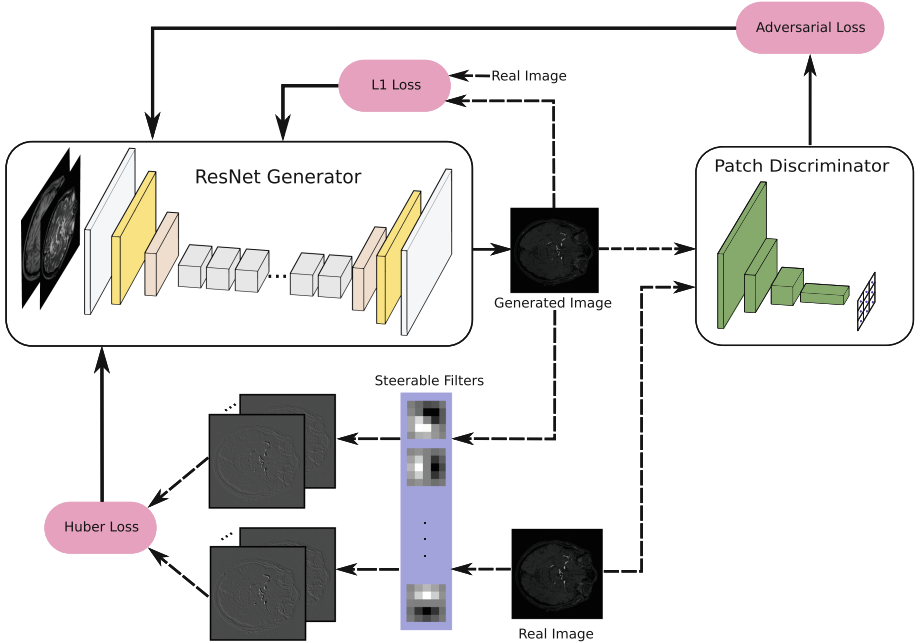 Adversarial Loss
L1 Loss
Real Image
ResNet Generator
Patch Discriminator
Generated Image
Steerable Filters
Huber Loss
Real Image